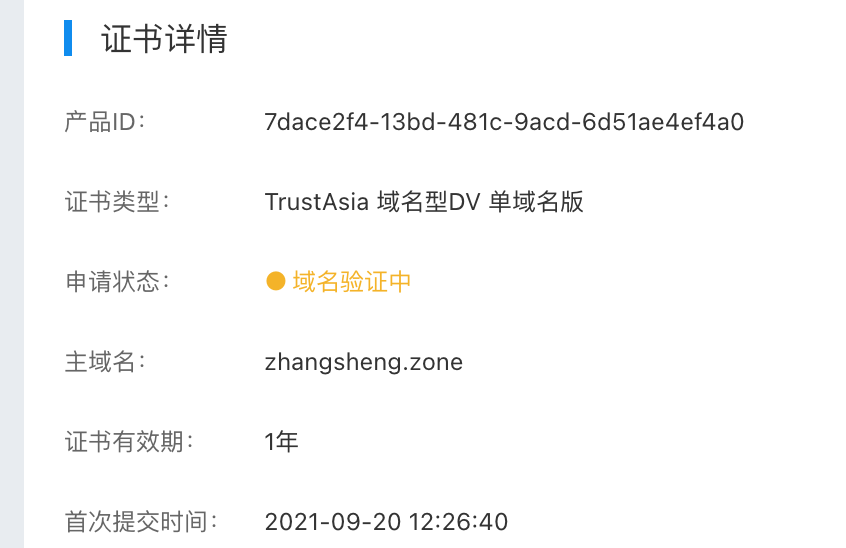 证书详情
产品ID： 7dace2f4-13bd-481c-9acd-6d51ae4ef4a0
证书类型： TrustAsia 域名型DV 单域名版
申请状态： 域名验证中
主域名： zhangsheng.zone
证书有效期： 1年
首次提交时间： 2021-09-20 12:26:40